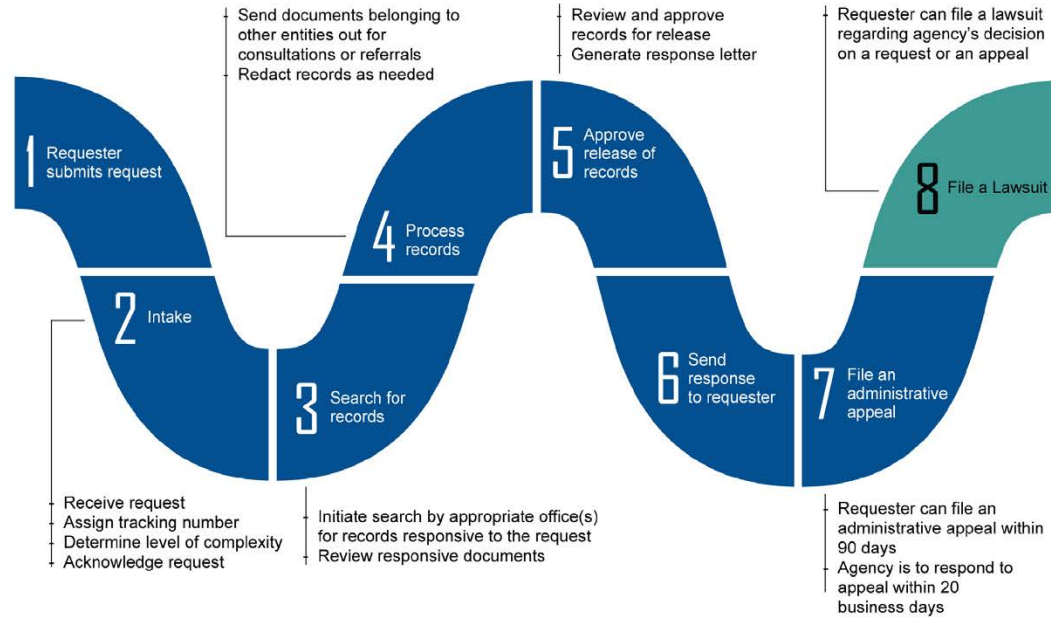 1 Requester
submits request
2 Intake
Receive request
Assign tracking number
Determine level of complexity
Acknowledge request
3 Search for
records
Initiate search by appropriate office(s)
for records responsive to the request
Review responsive documents
4 Process
records
Send documents belonging to
other entities out for
consultations or referrals
Redact records as needed
5 Approve
release of
records
Review and approve
records for release
Generate response letter
6 Send
response
to requester
7 File an
administrative
appeal
Requester can file an
administrative appeal within
90 days
Agency is to respond to
appeal within 20
business days
8 File a Lawsuit
Requester can file a lawsuit
regarding agency's decision
on a request or an appeal